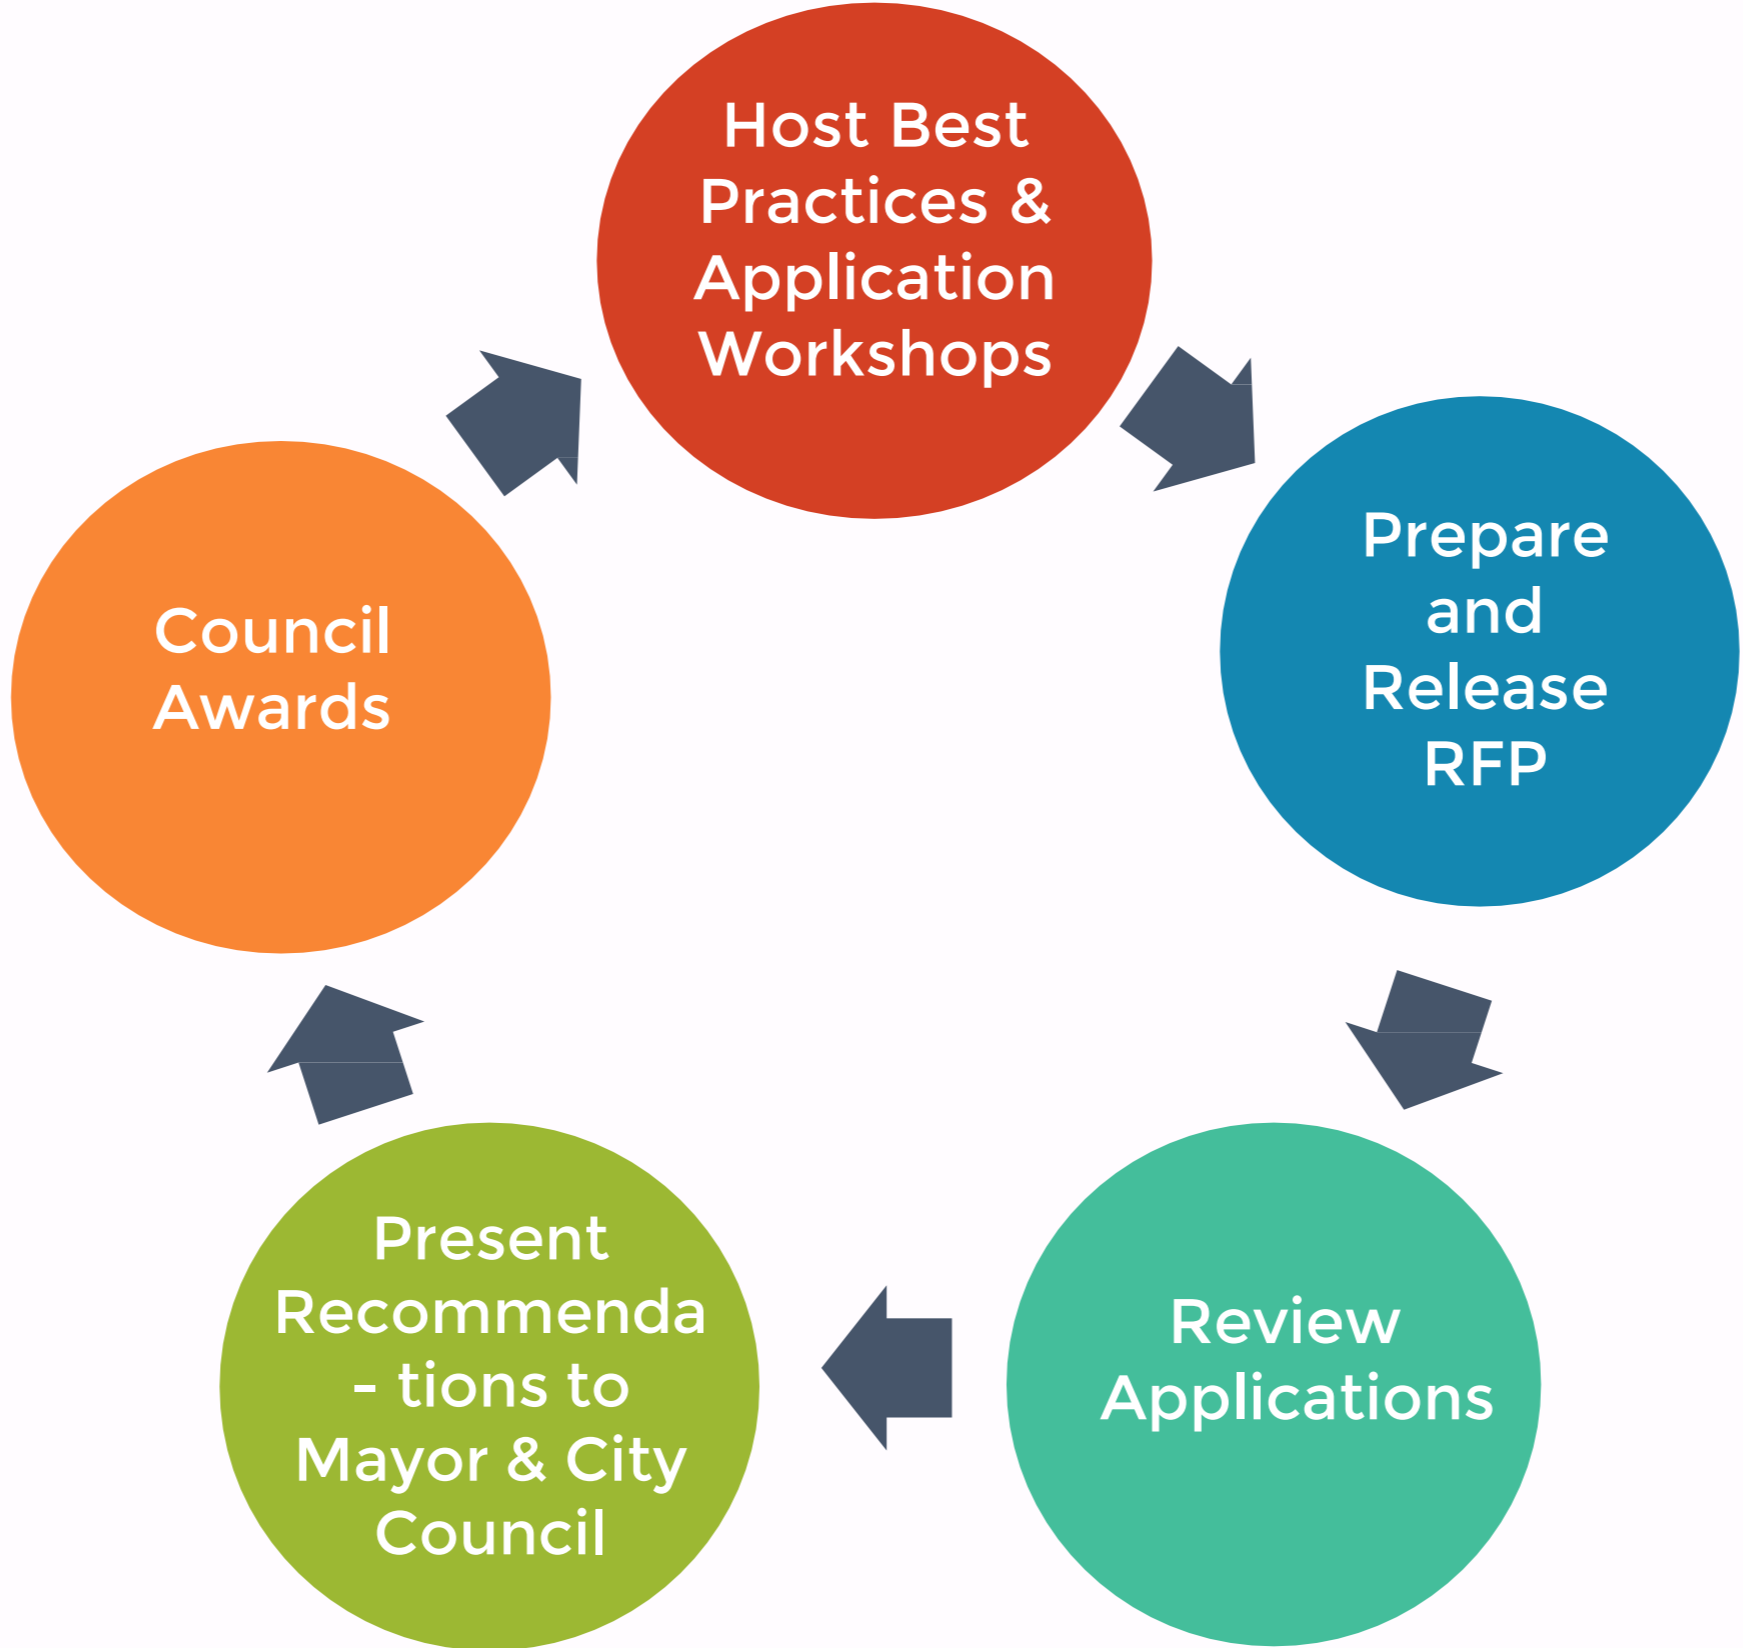 Host Best
Practices &
Application
Workshops
Prepare
and
Release
RFP
Review
Applications
Present
Recommenda
- tions to
Mayor & City
Council
Council
Awards